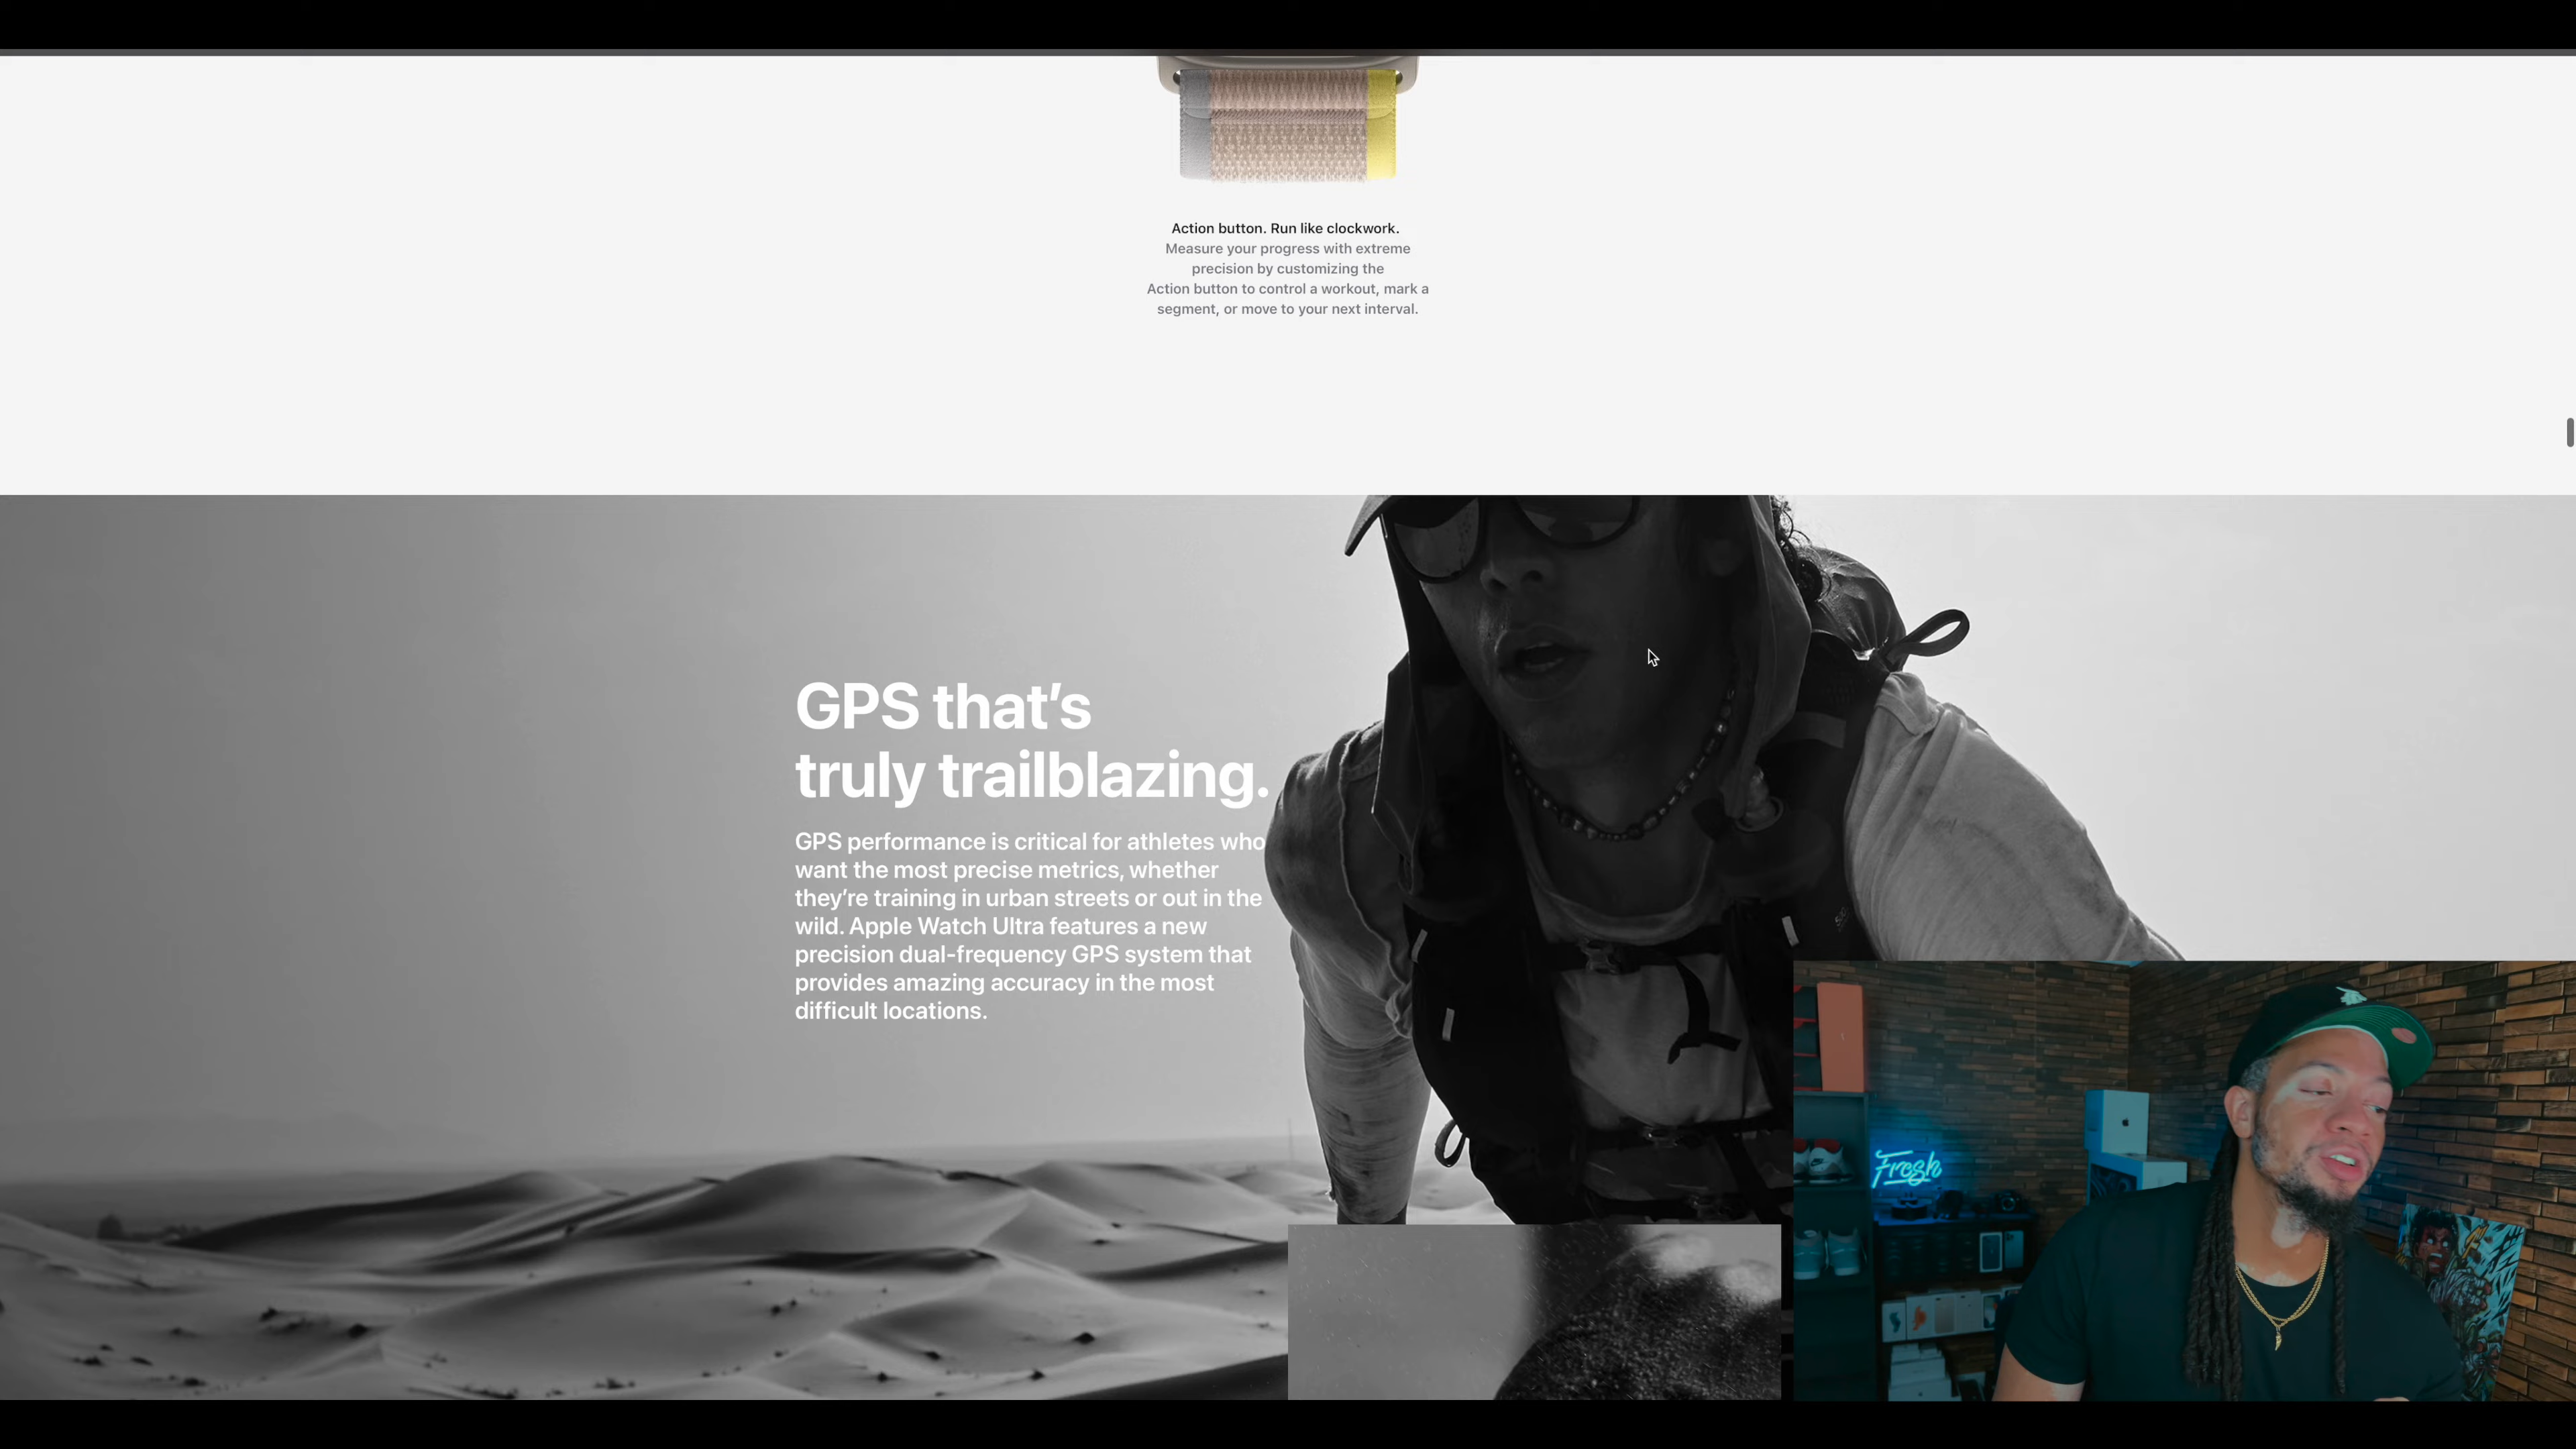 Action button. Run like clockwork.
Measure your progress with extreme
precision by customizing the
Action button to control a workout, mark a
segment, or move to your next interval.
GPS that’s
truly trailblazing.
GPS performance is critical for athletes who
want the most precise metrics, whether
they’re training in urban streets or out in the
wild. Apple Watch Ultra features a new
precision dual-frequency GPS system that
provides amazing accuracy in the most
difficult locations.
Fresh